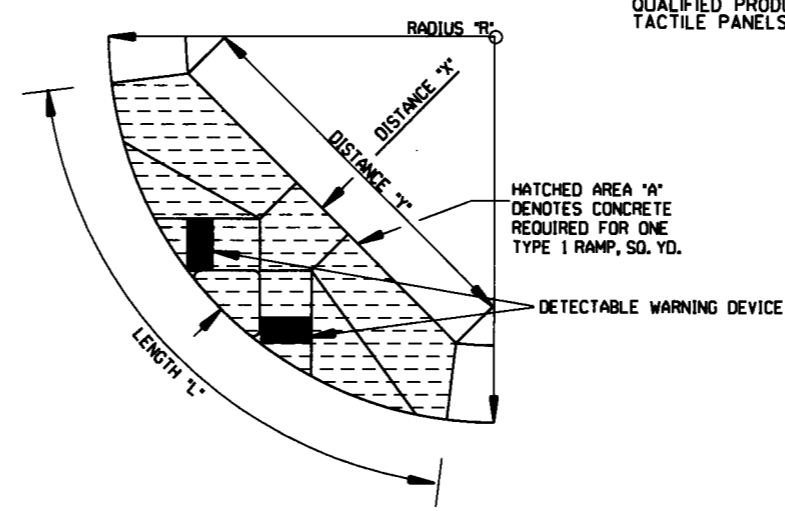 QUALIFIED PRODU
TACTILE PANELS
RADIUS "R"
DISTANCE "X"
DISTANCE "Y"
HATCHED AREA "A"
DENOTES CONCRETE
REQUIRED FOR ONE
TYPE 1 RAMP, SQ. YD.
DETECTABLE WARNING DEVICE
LENGTH "L"